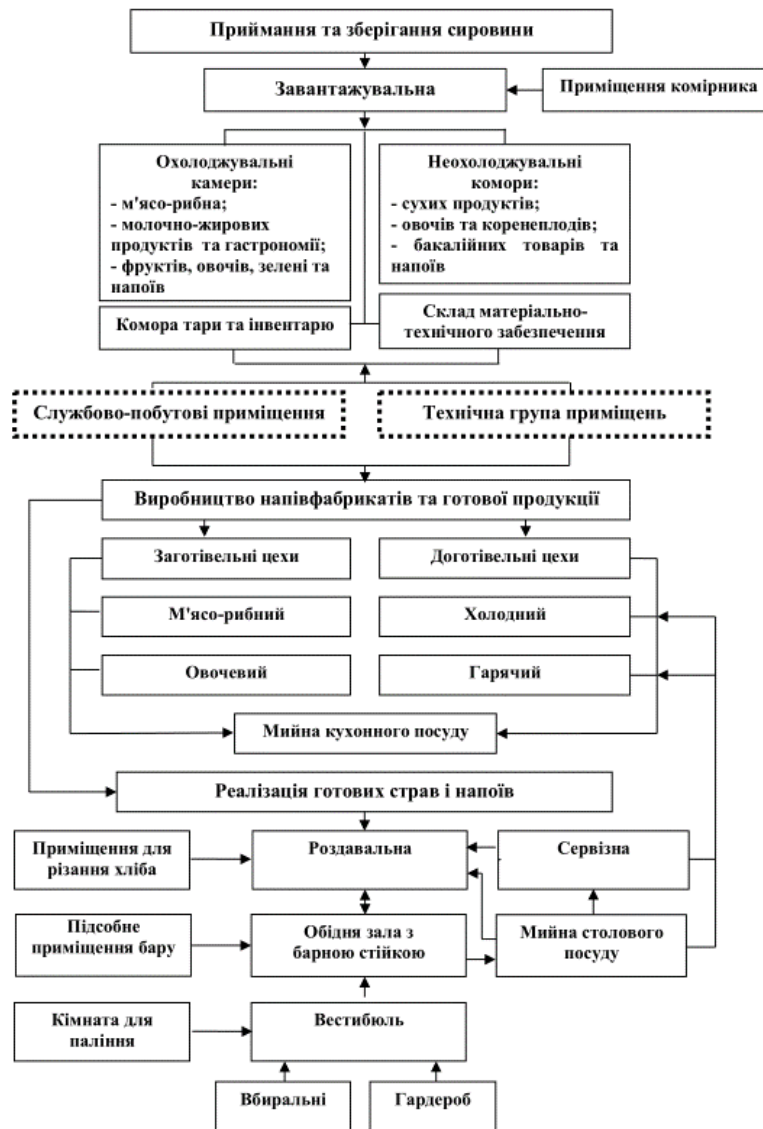 Приймання та зберігання сировини
Завантажувальна
Приміщення комірника
Охолоджувальні
камери:
- м'ясо-рибна;
- молочно-жирових
продуктів та гастрономії;
- фруктів, овочів, зелені та
напоїв
Неохолоджувальні
комори:
- сухих продуктів;
- овочів та коренеплодів;
- бакалійних товарів та
напоїв
Комора тари та інвентарю
Склад матеріально-
технічного забезпечення
Службово-побутові приміщення
Технічна група приміщень
Виробництво напівфабрикатів та готової продукції
Заготівельні цехи
Доготівельні цехи
М'ясо-рибний
Холодний
Овочевий
Гарячий
Мийна кухонного посуду
Реалізація готових страв і напоїв
Приміщення для
різання хліба
Роздавальна
Сервізна
Підсобне
приміщення бару
Обідня зала з
барною стійкою
Мийна столового
посуду
Кімната для
паління
Вестибюль
Вбиральні
Гардероб